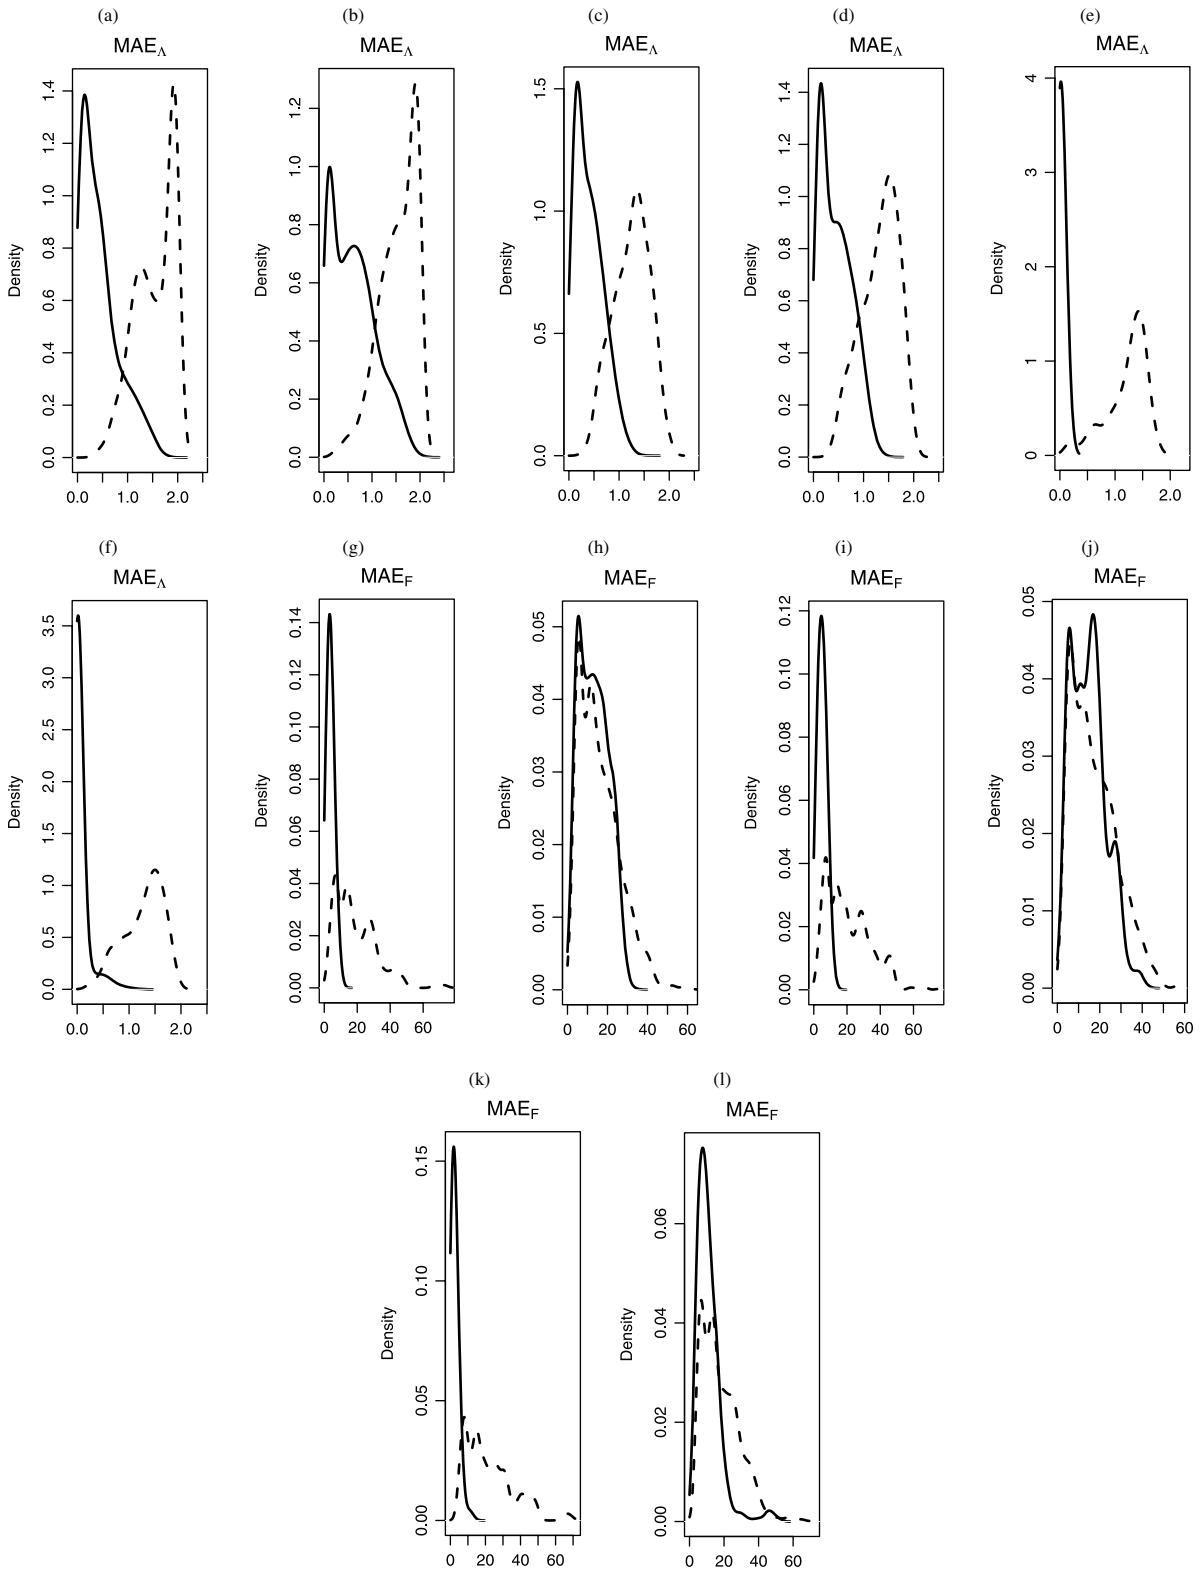 (a) (b) (c) (d) (e)
MAE_Λ MAE_Λ MAE_Λ MAE_Λ MAE_Λ
Density Density Density Density Density
0.0 0.2 0.4 0.6 0.8 1.0 1.2 1.4
0.0 0.2 0.4 0.6 0.8 1.0 1.2
0.0 0.5 1.0 1.5
0.0 0.2 0.4 0.6 0.8 1.0 1.2 1.4
0 1 2 3 4
0.0 1.0 2.0 0.0 1.0 2.0 0.0 1.0 2.0 0.0 1.0 2.0 0.0 1.0 2.0
(f) (g) (h) (i) (j)
MAE_Λ MAE_F MAE_F MAE_F MAE_F
Density Density Density Density Density
0.0 0.5 1.0 1.5 2.0 2.5 3.0 3.5
0.00 0.02 0.04 0.06 0.08 0.10 0.12 0.14
0.00 0.01 0.02 0.03 0.04 0.05
0.00 0.02 0.04 0.06 0.08 0.10 0.12
0.00 0.01 0.02 0.03 0.04 0.05
0.0 1.0 2.0 0 20 40 60 0 20 40 60 0 20 40 60 0 20 40 60
(k) (l)
MAE_F MAE_F
Density Density
0.00 0.05 0.10 0.15
0.00 0.02 0.04 0.06
0 20 40 60 0 20 40 60